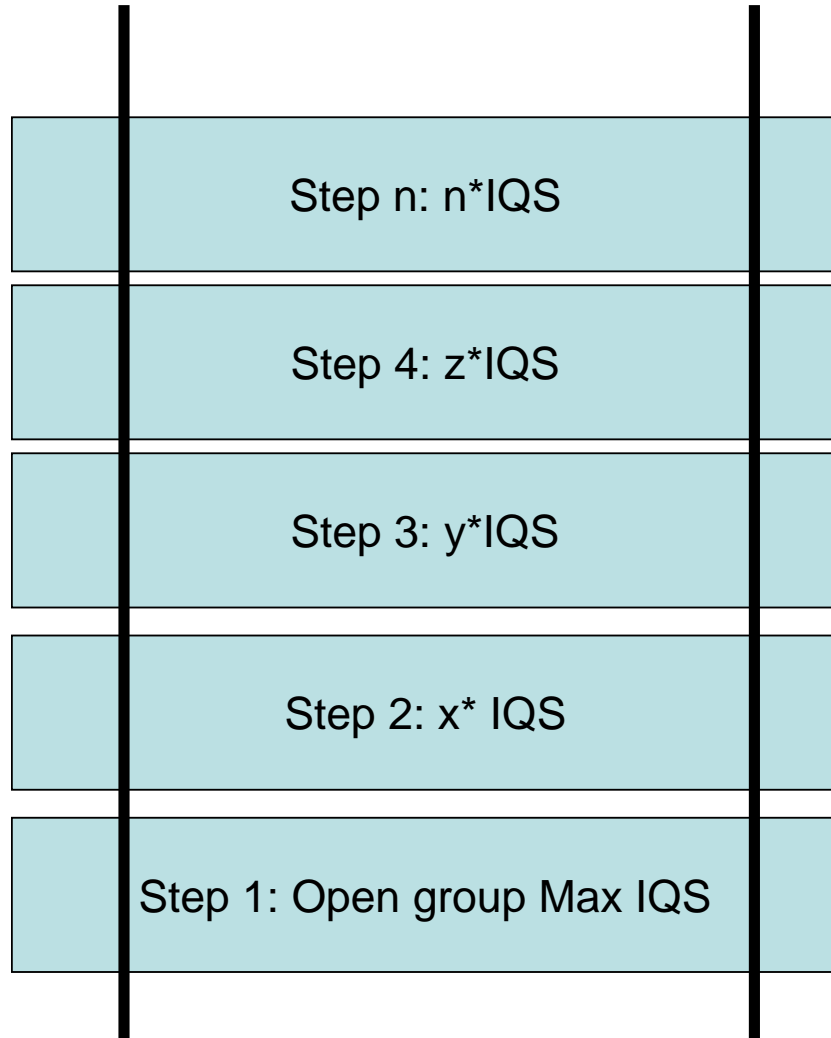 Step n: n*IQS
Step 4: z*IQS
Step 3: y*IQS
Step 2: x* IQS
Step 1: Open group Max IQS